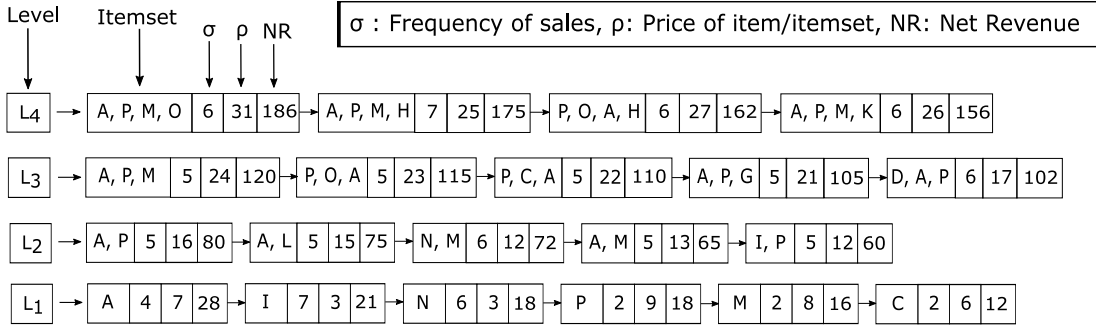 Level Itemset σ ρ NR
σ : Frequency of sales, ρ: Price of item/itemset, NR: Net Revenue
L4 A, P, M, O 6 31 186 A, P, M, H 7 25 175 P, O, A, H 6 27 162 A, P, M, K 6 26 156
L3 A, P, M 5 24 120 P, O, A 5 23 115 P, C, A 5 22 110 A, P, G 5 21 105 D, A, P 6 17 102
L2 A, P 5 16 80 A, L 5 15 75 N, M 6 12 72 A, M 5 13 65 I, P 5 12 60
L1 A 4 7 28 I 7 3 21 N 6 3 18 P 2 9 18 M 2 8 16 C 2 6 12